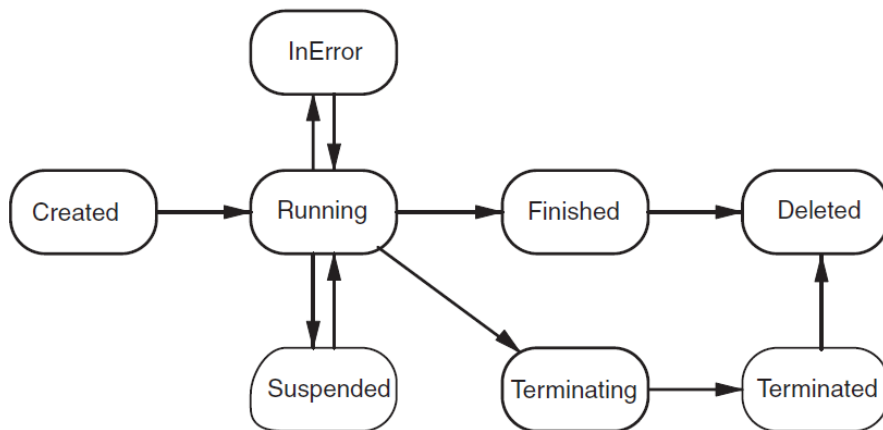 InError
Created
Running
Finished
Deleted
Suspended
Terminating
Terminated